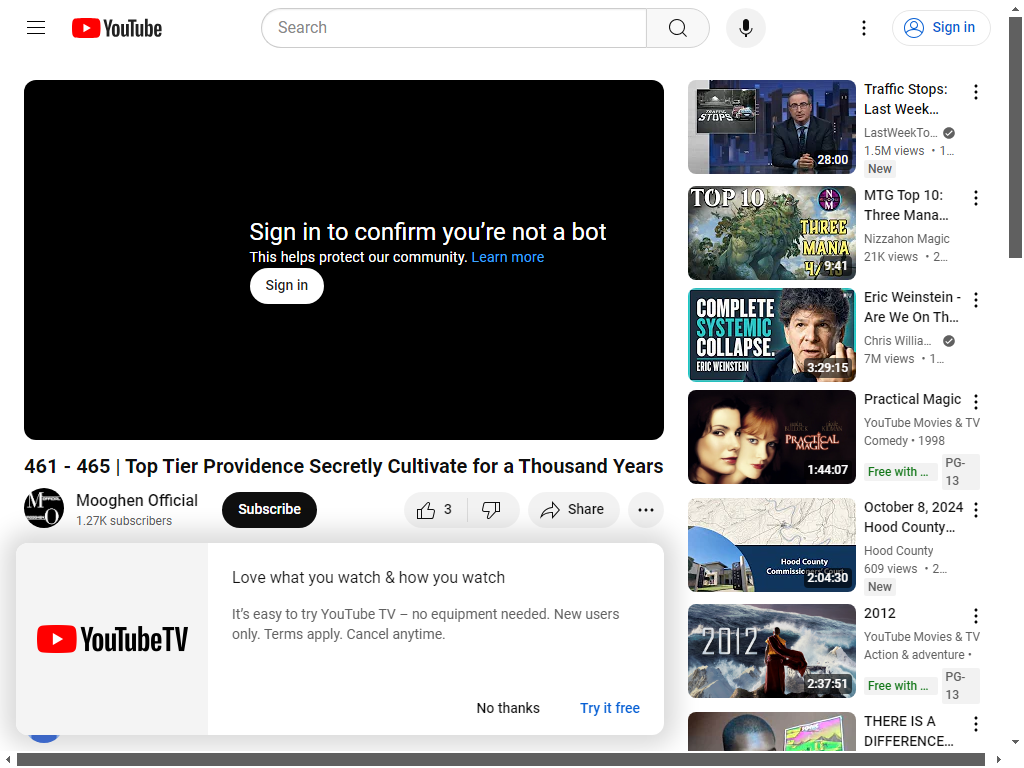 YouTube
Search
Sign in
Sign in to confirm you’re not a bot
This helps protect our community. Learn more
Sign in
461 - 465 | Top Tier Providence Secretly Cultivate for a Thousand Years
Mooghen Official
1.27K subscribers
Subscribe
3
Share
YouTubeTV
Love what you watch & how you watch
It’s easy to try YouTube TV – no equipment needed. New users
only. Terms apply. Cancel anytime.
No thanks
Try it free
TRAFFIC
STOPS
28:00
Traffic Stops:
Last Week…
LastWeekTo…
1.5M views • 1…
New
TOP 10
THREE
MANA
4/
9:41
MTG Top 10:
Three Mana…
Nizzahon Magic
21K views • 2…
COMPLETE
SYSTEMIC
COLLAPSE.
ERIC WEINSTEIN
3:29:15
Eric Weinstein -
Are We On Th…
Chris Willia…
7M views • 1…
PRACTICAL
MAGIC
1:44:07
Practical Magic
YouTube Movies & TV
Comedy • 1998
Free with …
PG-
13
Hood County
Commissioners' Court
2:04:30
October 8, 2024
Hood County…
Hood County
609 views • 2…
New
2012
2:37:51
2012
YouTube Movies & TV
Action & adventure •
Free with …
PG-
13
THERE IS A
DIFFERENCE…